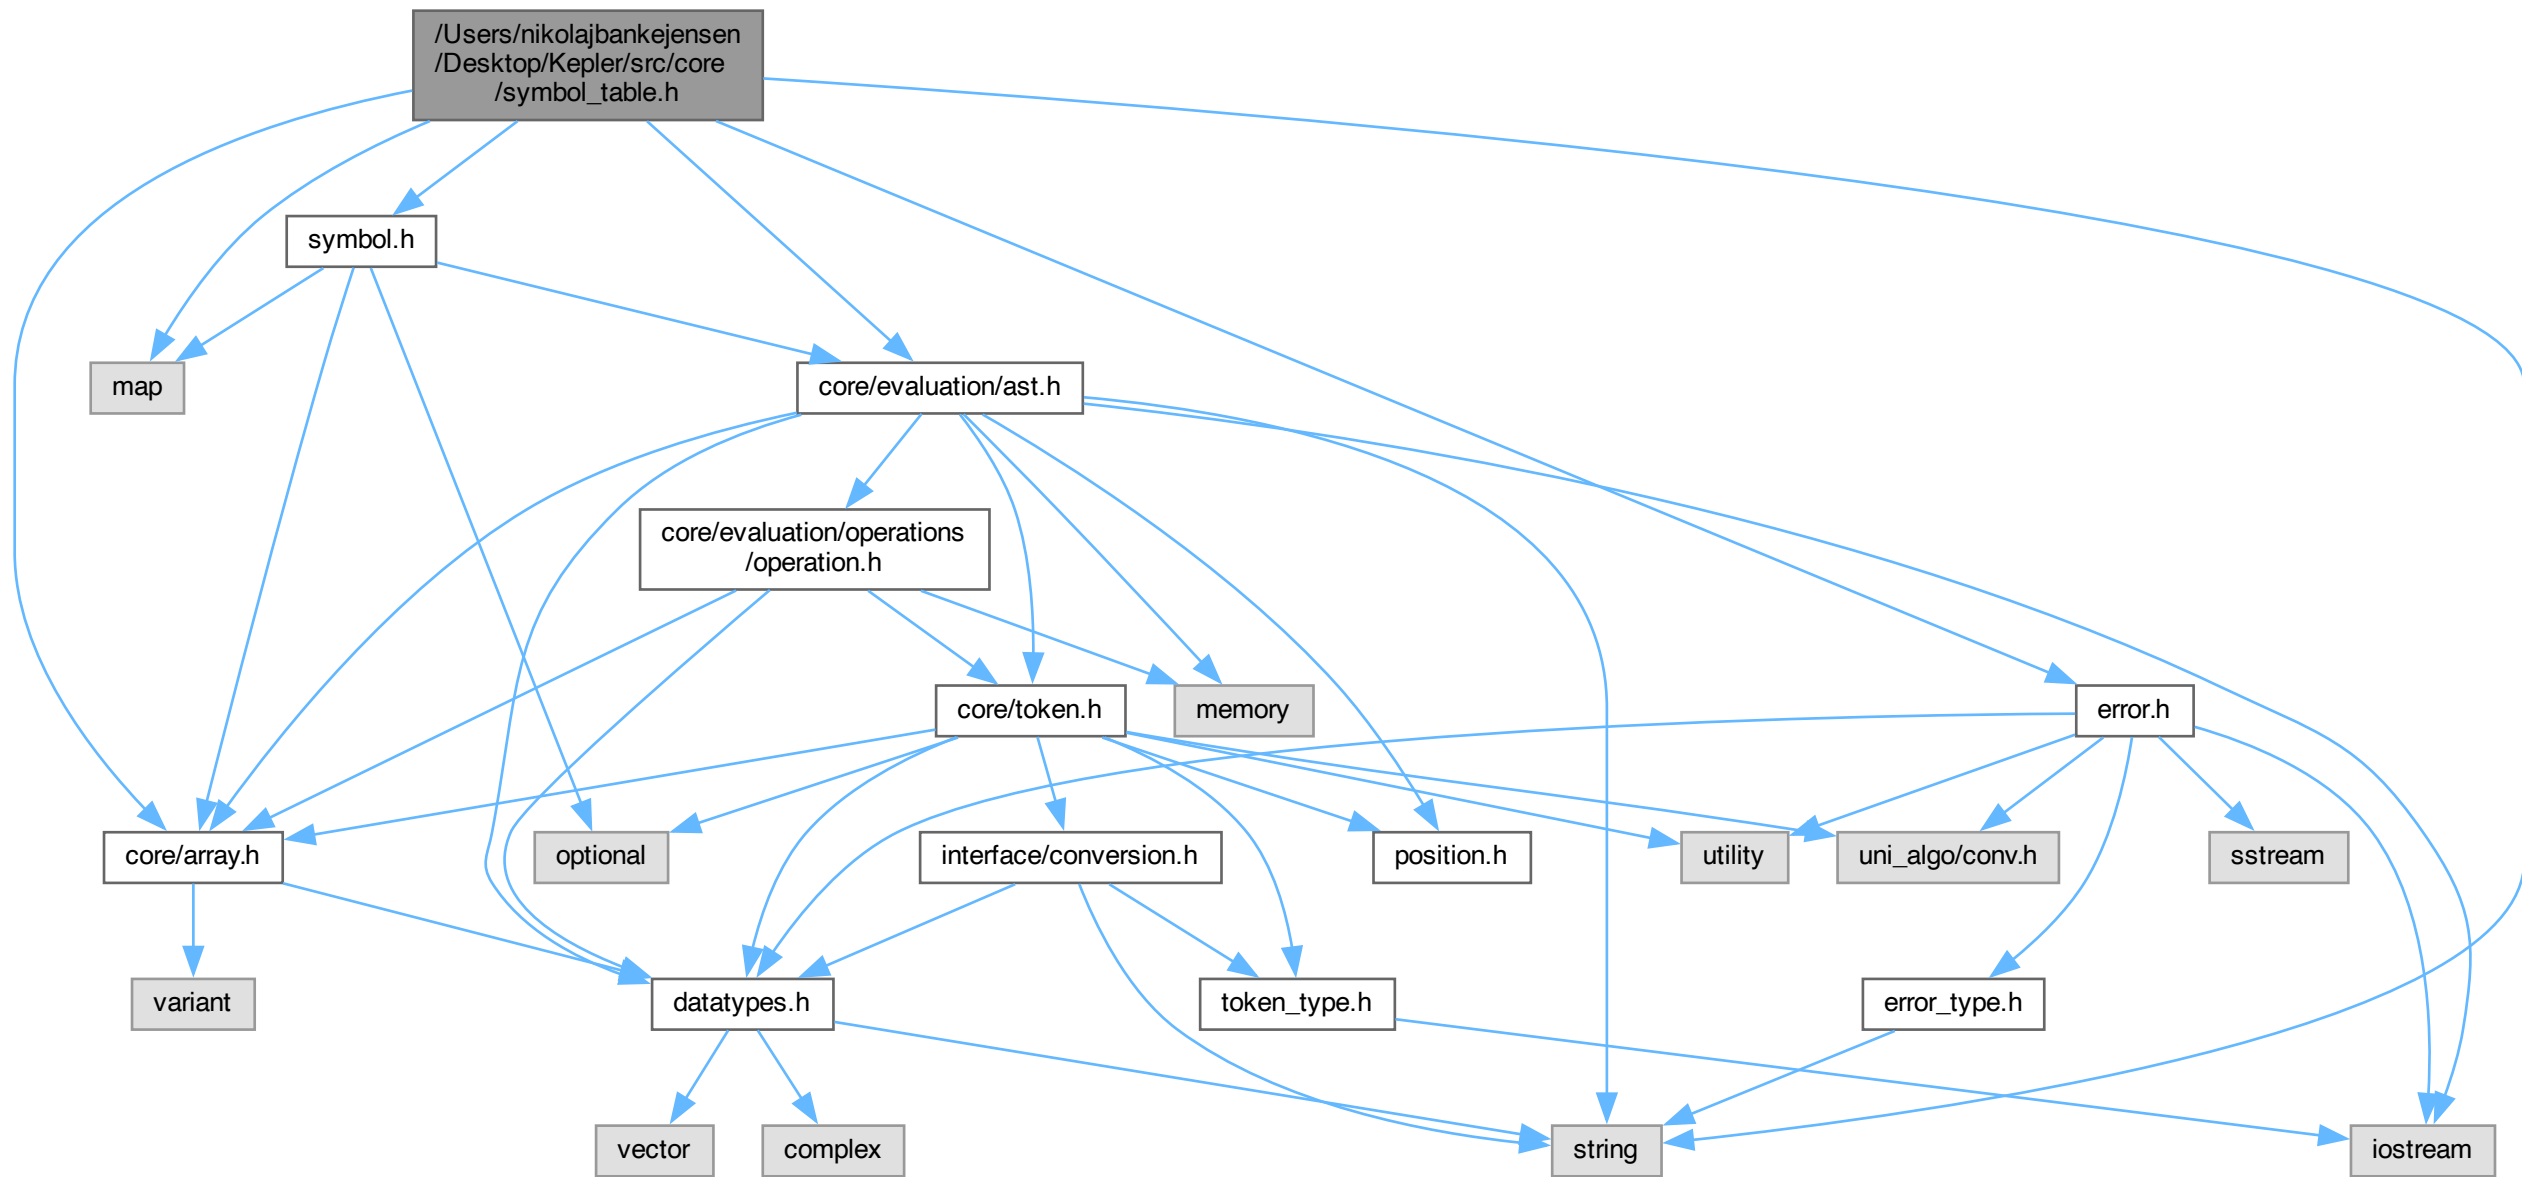 /Users/nikolajbankejensen
/Desktop/Kepler/src/core
/symbol_table.h
symbol.h
map
core/evaluation/ast.h
core/evaluation/operations
/operation.h
core/token.h
memory
error.h
core/array.h
optional
interface/conversion.h
position.h
utility
uni_algo/conv.h
sstream
variant
datatypes.h
token_type.h
error_type.h
vector
complex
string
iostream